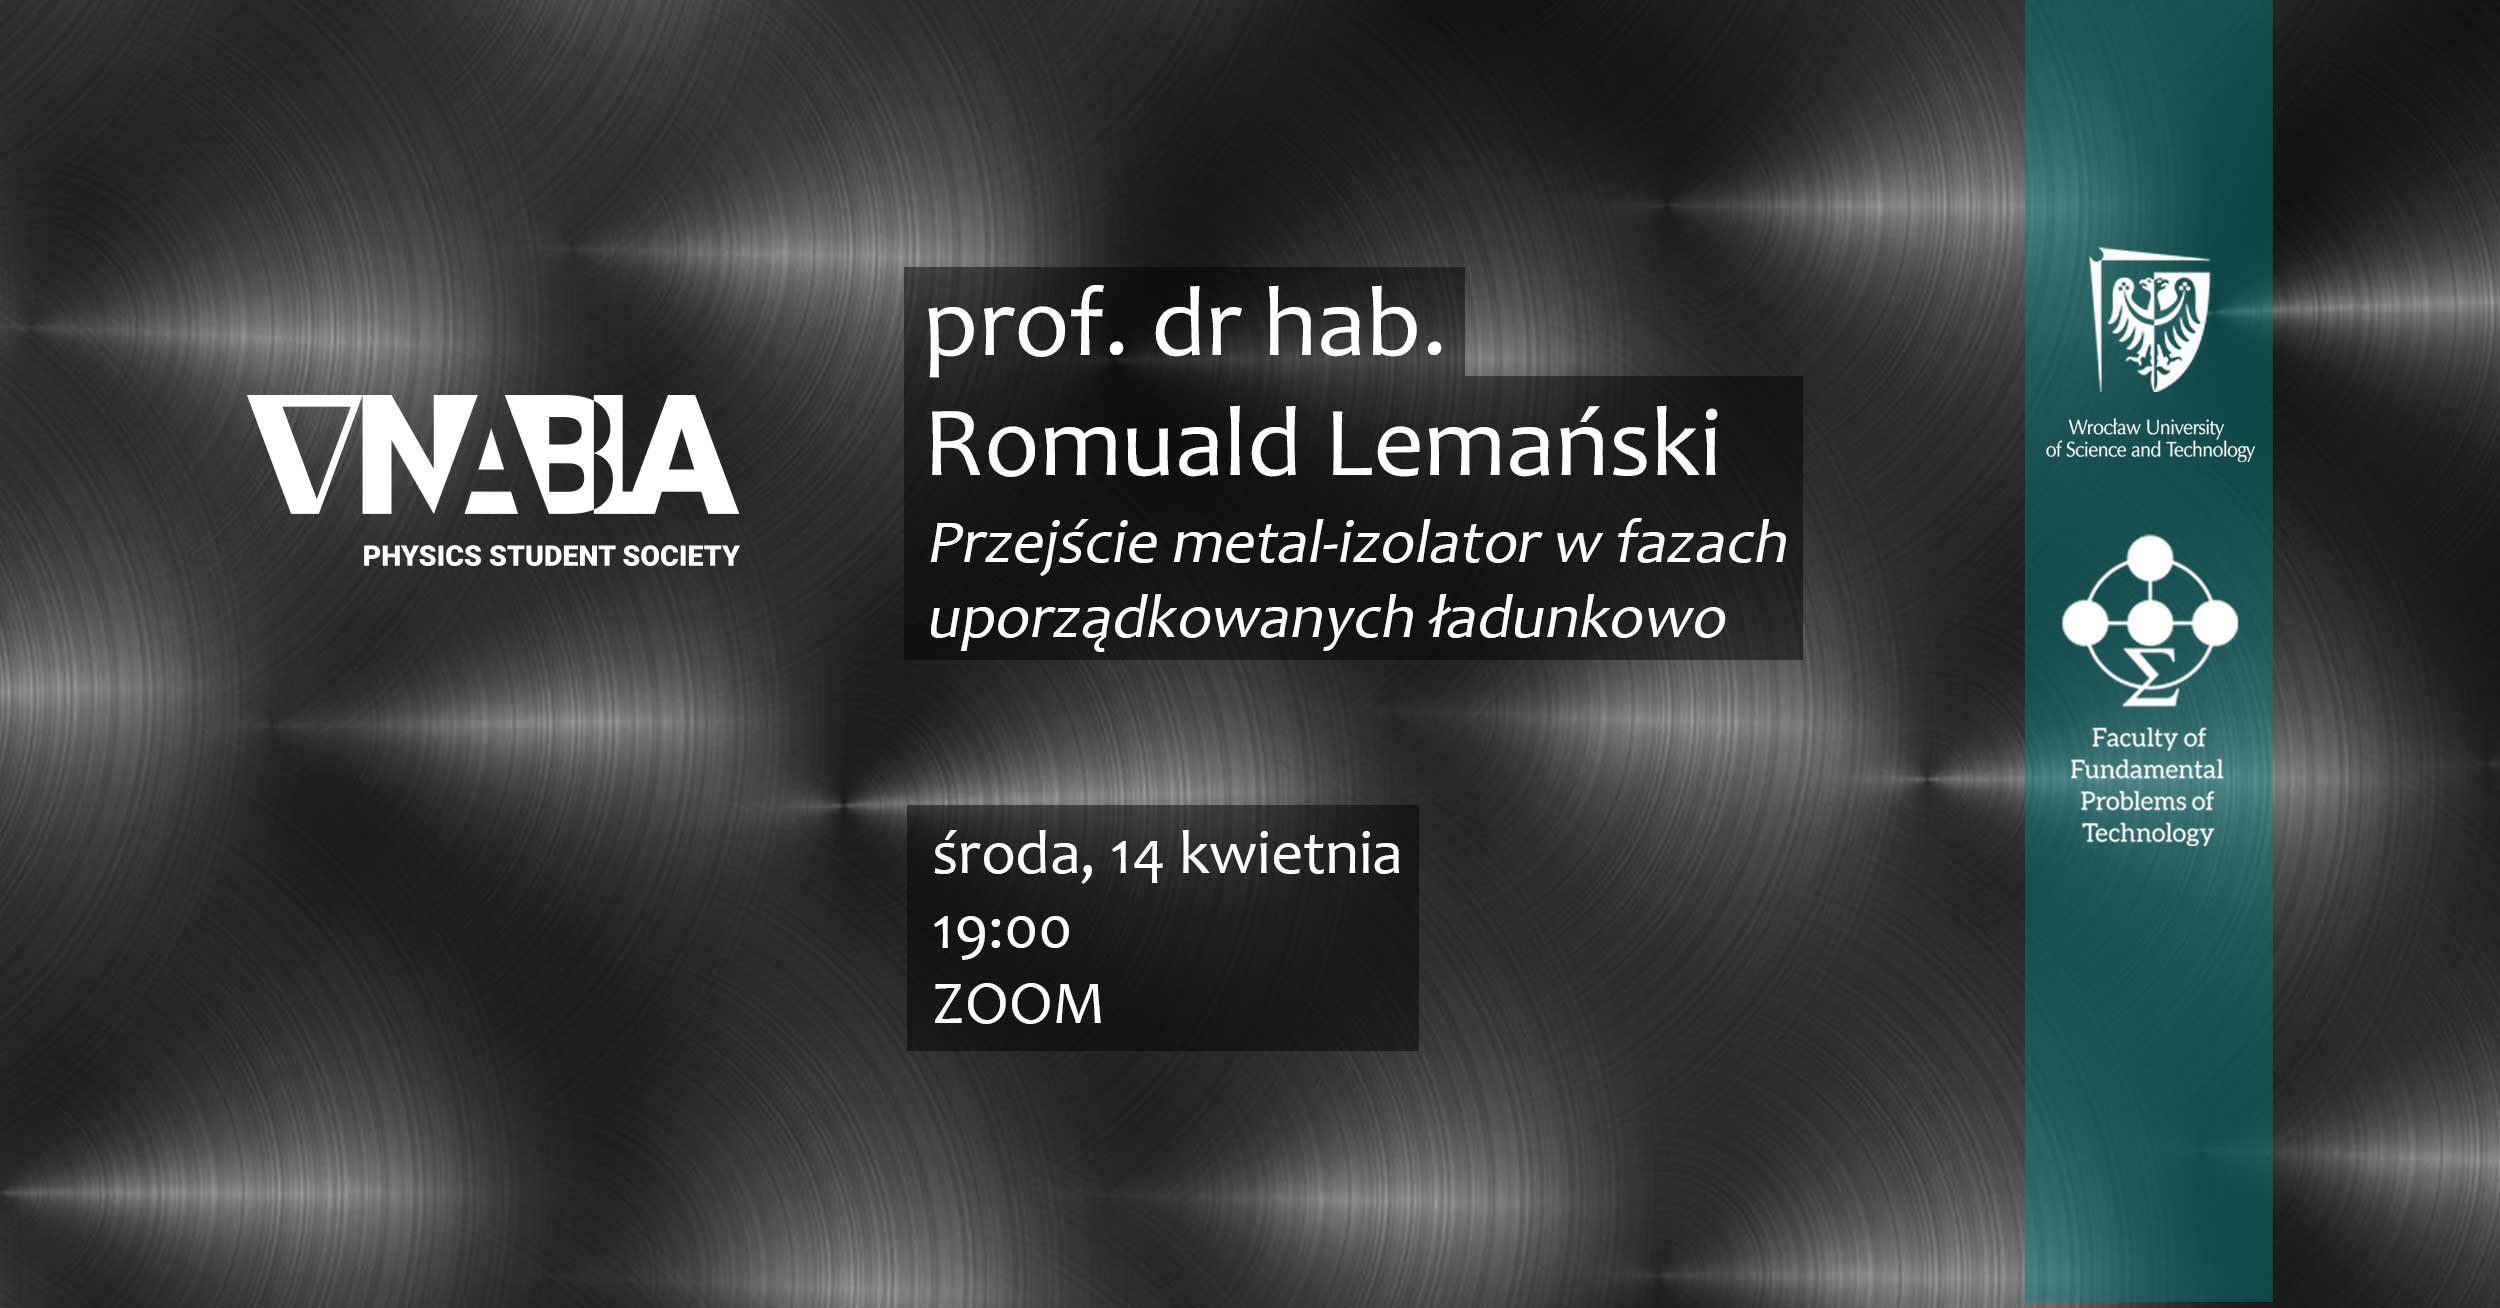 ∇NABLA
PHYSICS STUDENT SOCIETY
prof. dr hab.
Romuald Lemański
Przejście metal-izolator w fazach
uporządkowanych ładunkowo
środa, 14 kwietnia
19:00
ZOOM
Wrocław University
of Science and Technology
Σ
Faculty of
Fundamental
Problems of
Technology